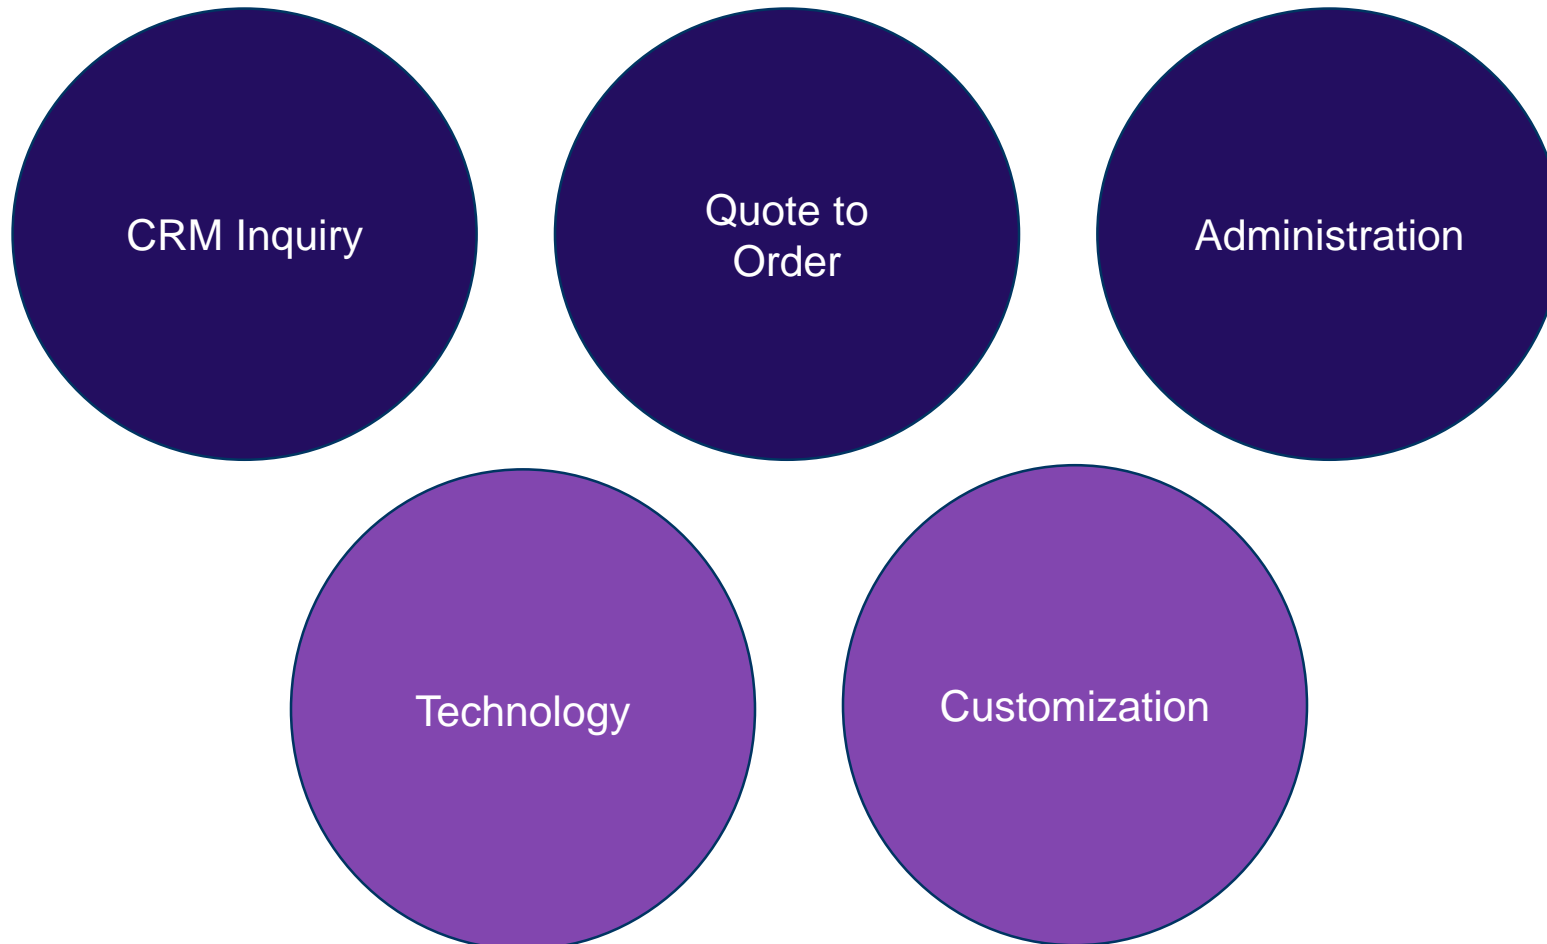 CRM Inquiry
Quote to
Order
Administration
Technology
Customization